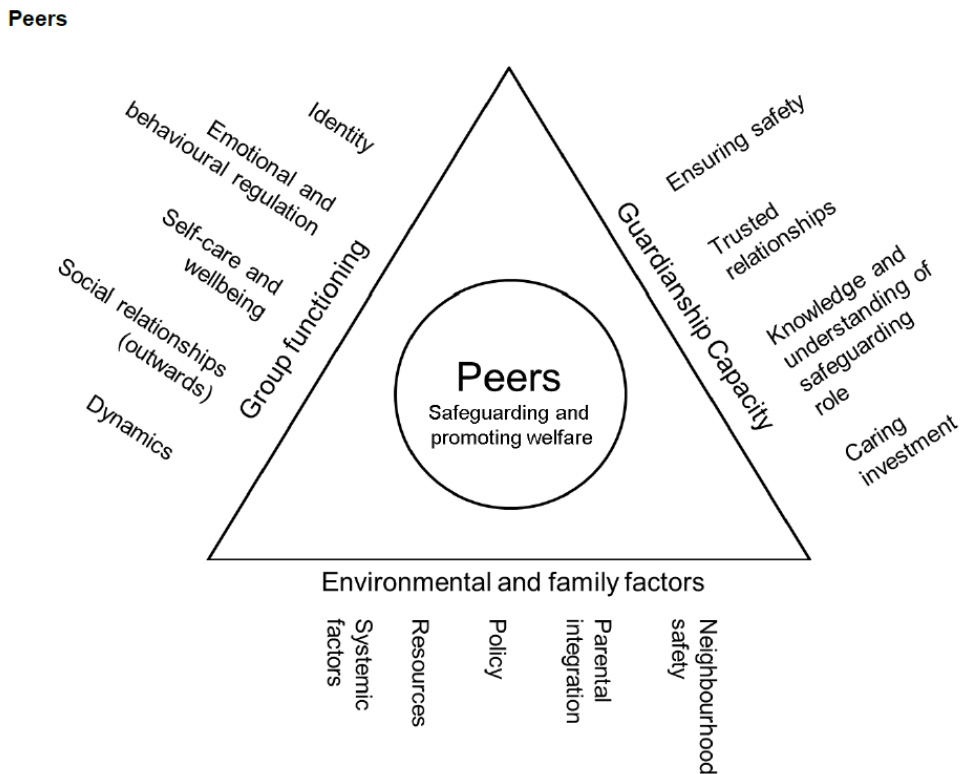 Peers
Identity
Emotional and
behavioural regulation
Self-care and
wellbeing
Social relationships
(outwards)
Dynamics
Group functioning
Ensuring safety
Trusted
relationships
Knowledge and
understanding of
safeguarding
role
Caring
investment
Guardianship Capacity
Peers
Safeguarding and
promoting welfare
Environmental and family factors
Systemic
factors
Resources
Policy
Parental
integration
Neighbourhood
safety